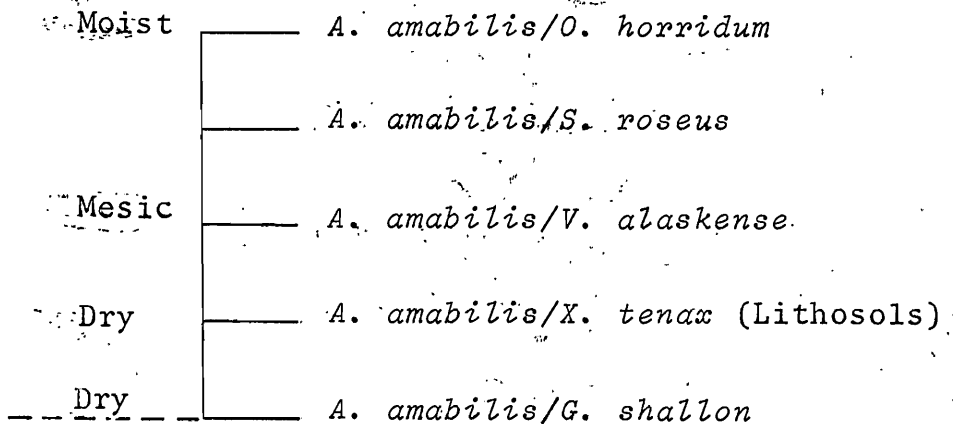 Moist A. amabilis/O. horridum
A. amabilis/S. roseus
Mesic A. amabilis/V. alaskense
Dry A. amabilis/X. tenax (Lithosols)
Dry A. amabilis/G. shallon